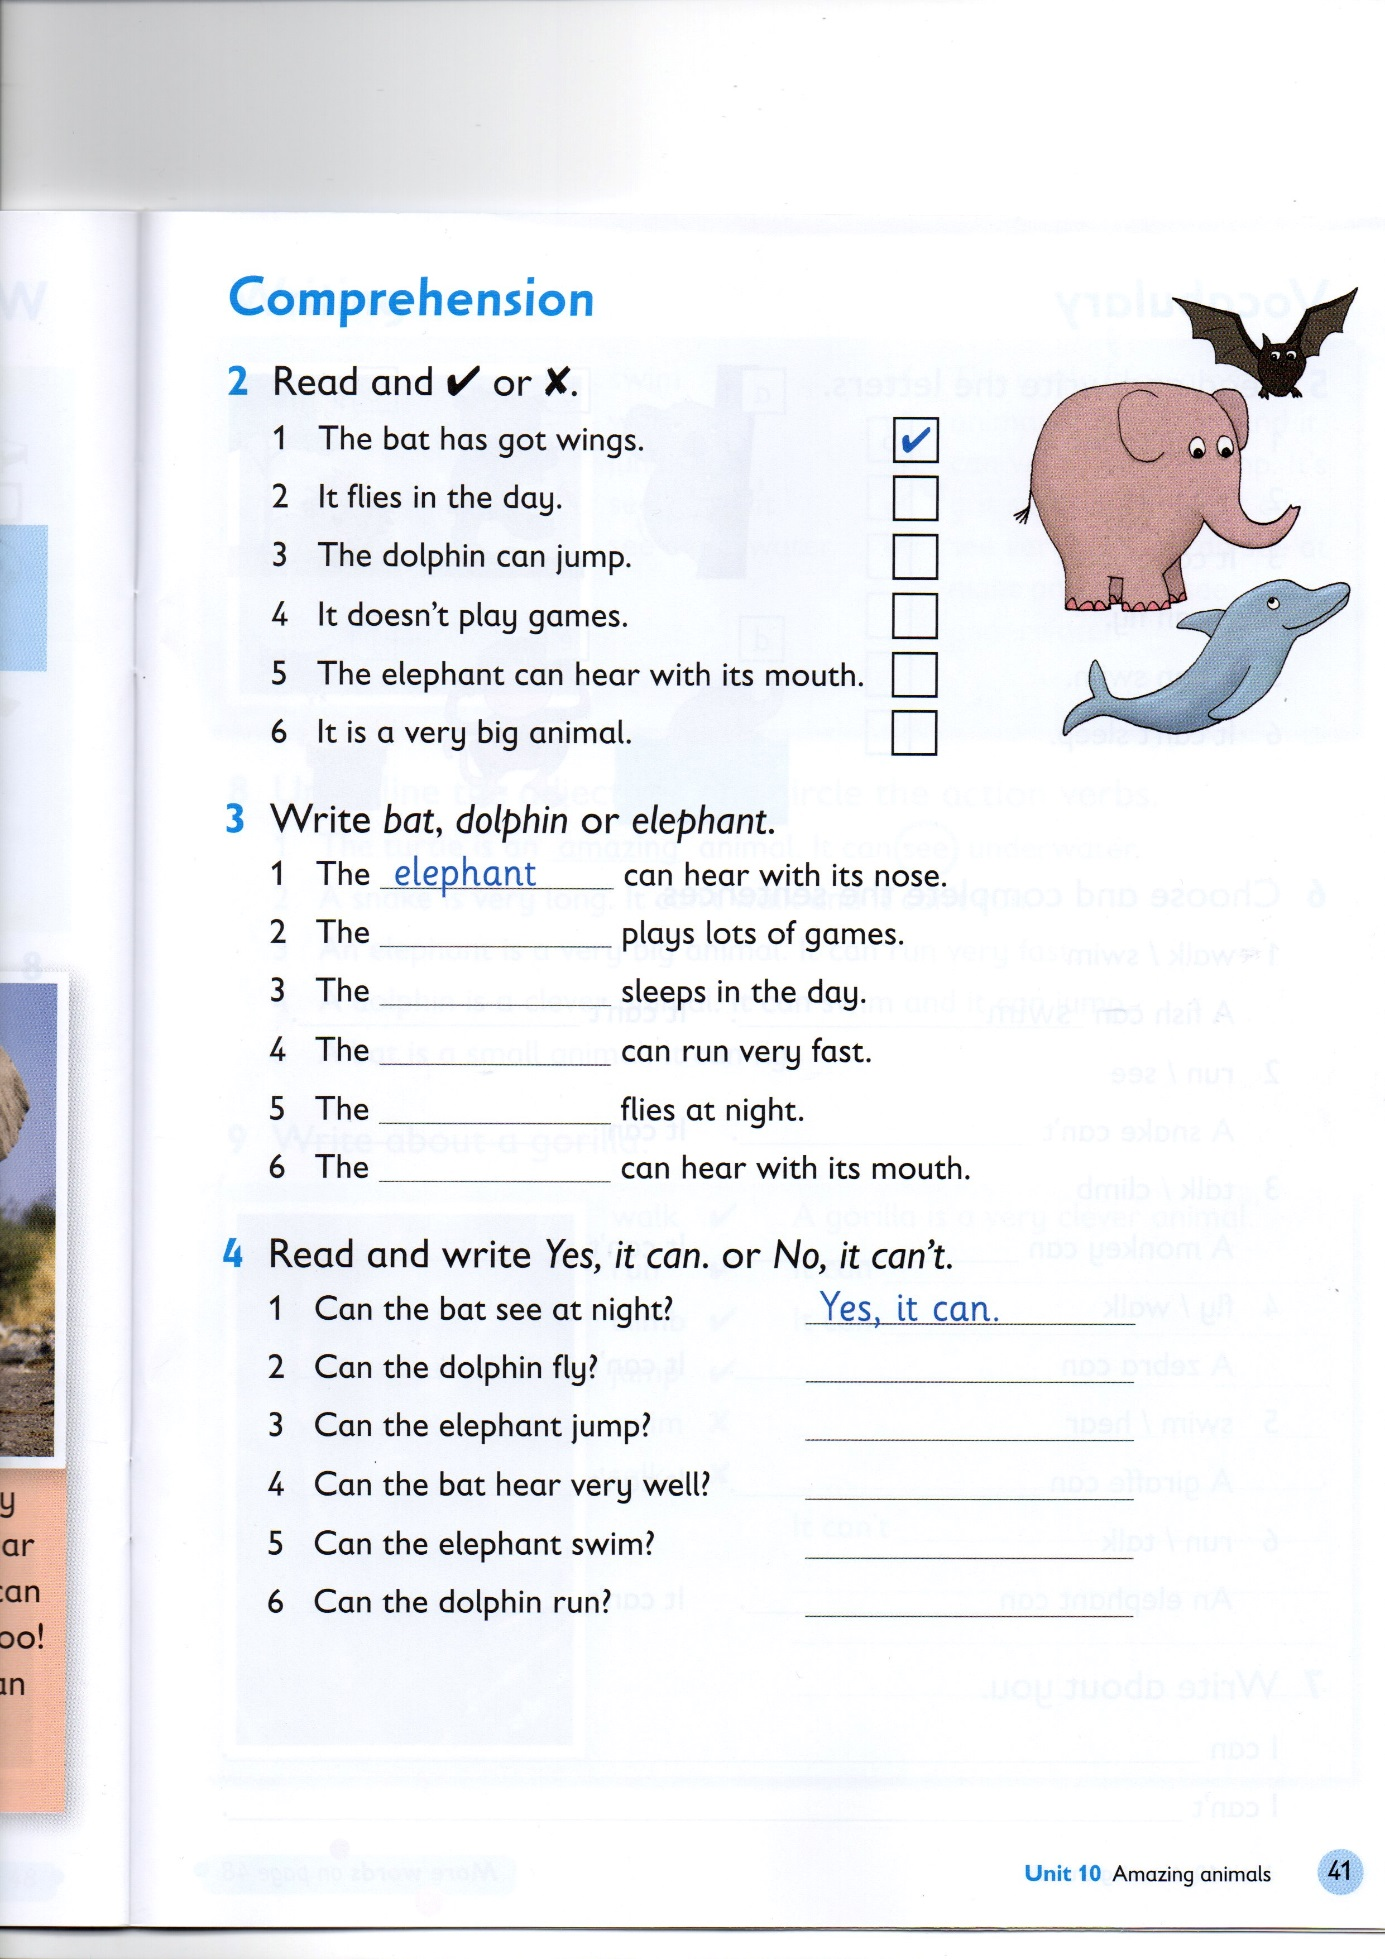 Comprehension
2 Read and ✔ or ✘.
1 The bat has got wings. ✔
2 It flies in the day.
3 The dolphin can jump.
4 It doesn't play games.
5 The elephant can hear with its mouth.
6 It is a very big animal.
3 Write bat, dolphin or elephant.
1 The elephant can hear with its nose.
2 The plays lots of games.
3 The sleeps in the day.
4 The can run very fast.
5 The flies at night.
6 The can hear with its mouth.
4 Read and write Yes, it can. or No, it can't.
1 Can the bat see at night? Yes, it can.
2 Can the dolphin fly?
3 Can the elephant jump?
4 Can the bat hear very well?
5 Can the elephant swim?
6 Can the dolphin run?
y
ar
can
oo!
an
Unit 10 Amazing animals 41